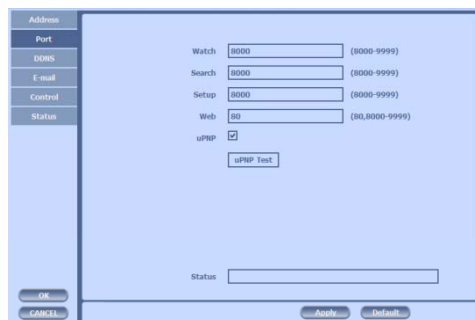 Address
Port
DDNS
E-mail
Control
Status
Watch 8000 (8000-9999)
Search 8000 (8000-9999)
Setup 8000 (8000-9999)
Web 80 (80,8000-9999)
uPNP
uPNP Test
Status
OK
CANCEL
Apply Default